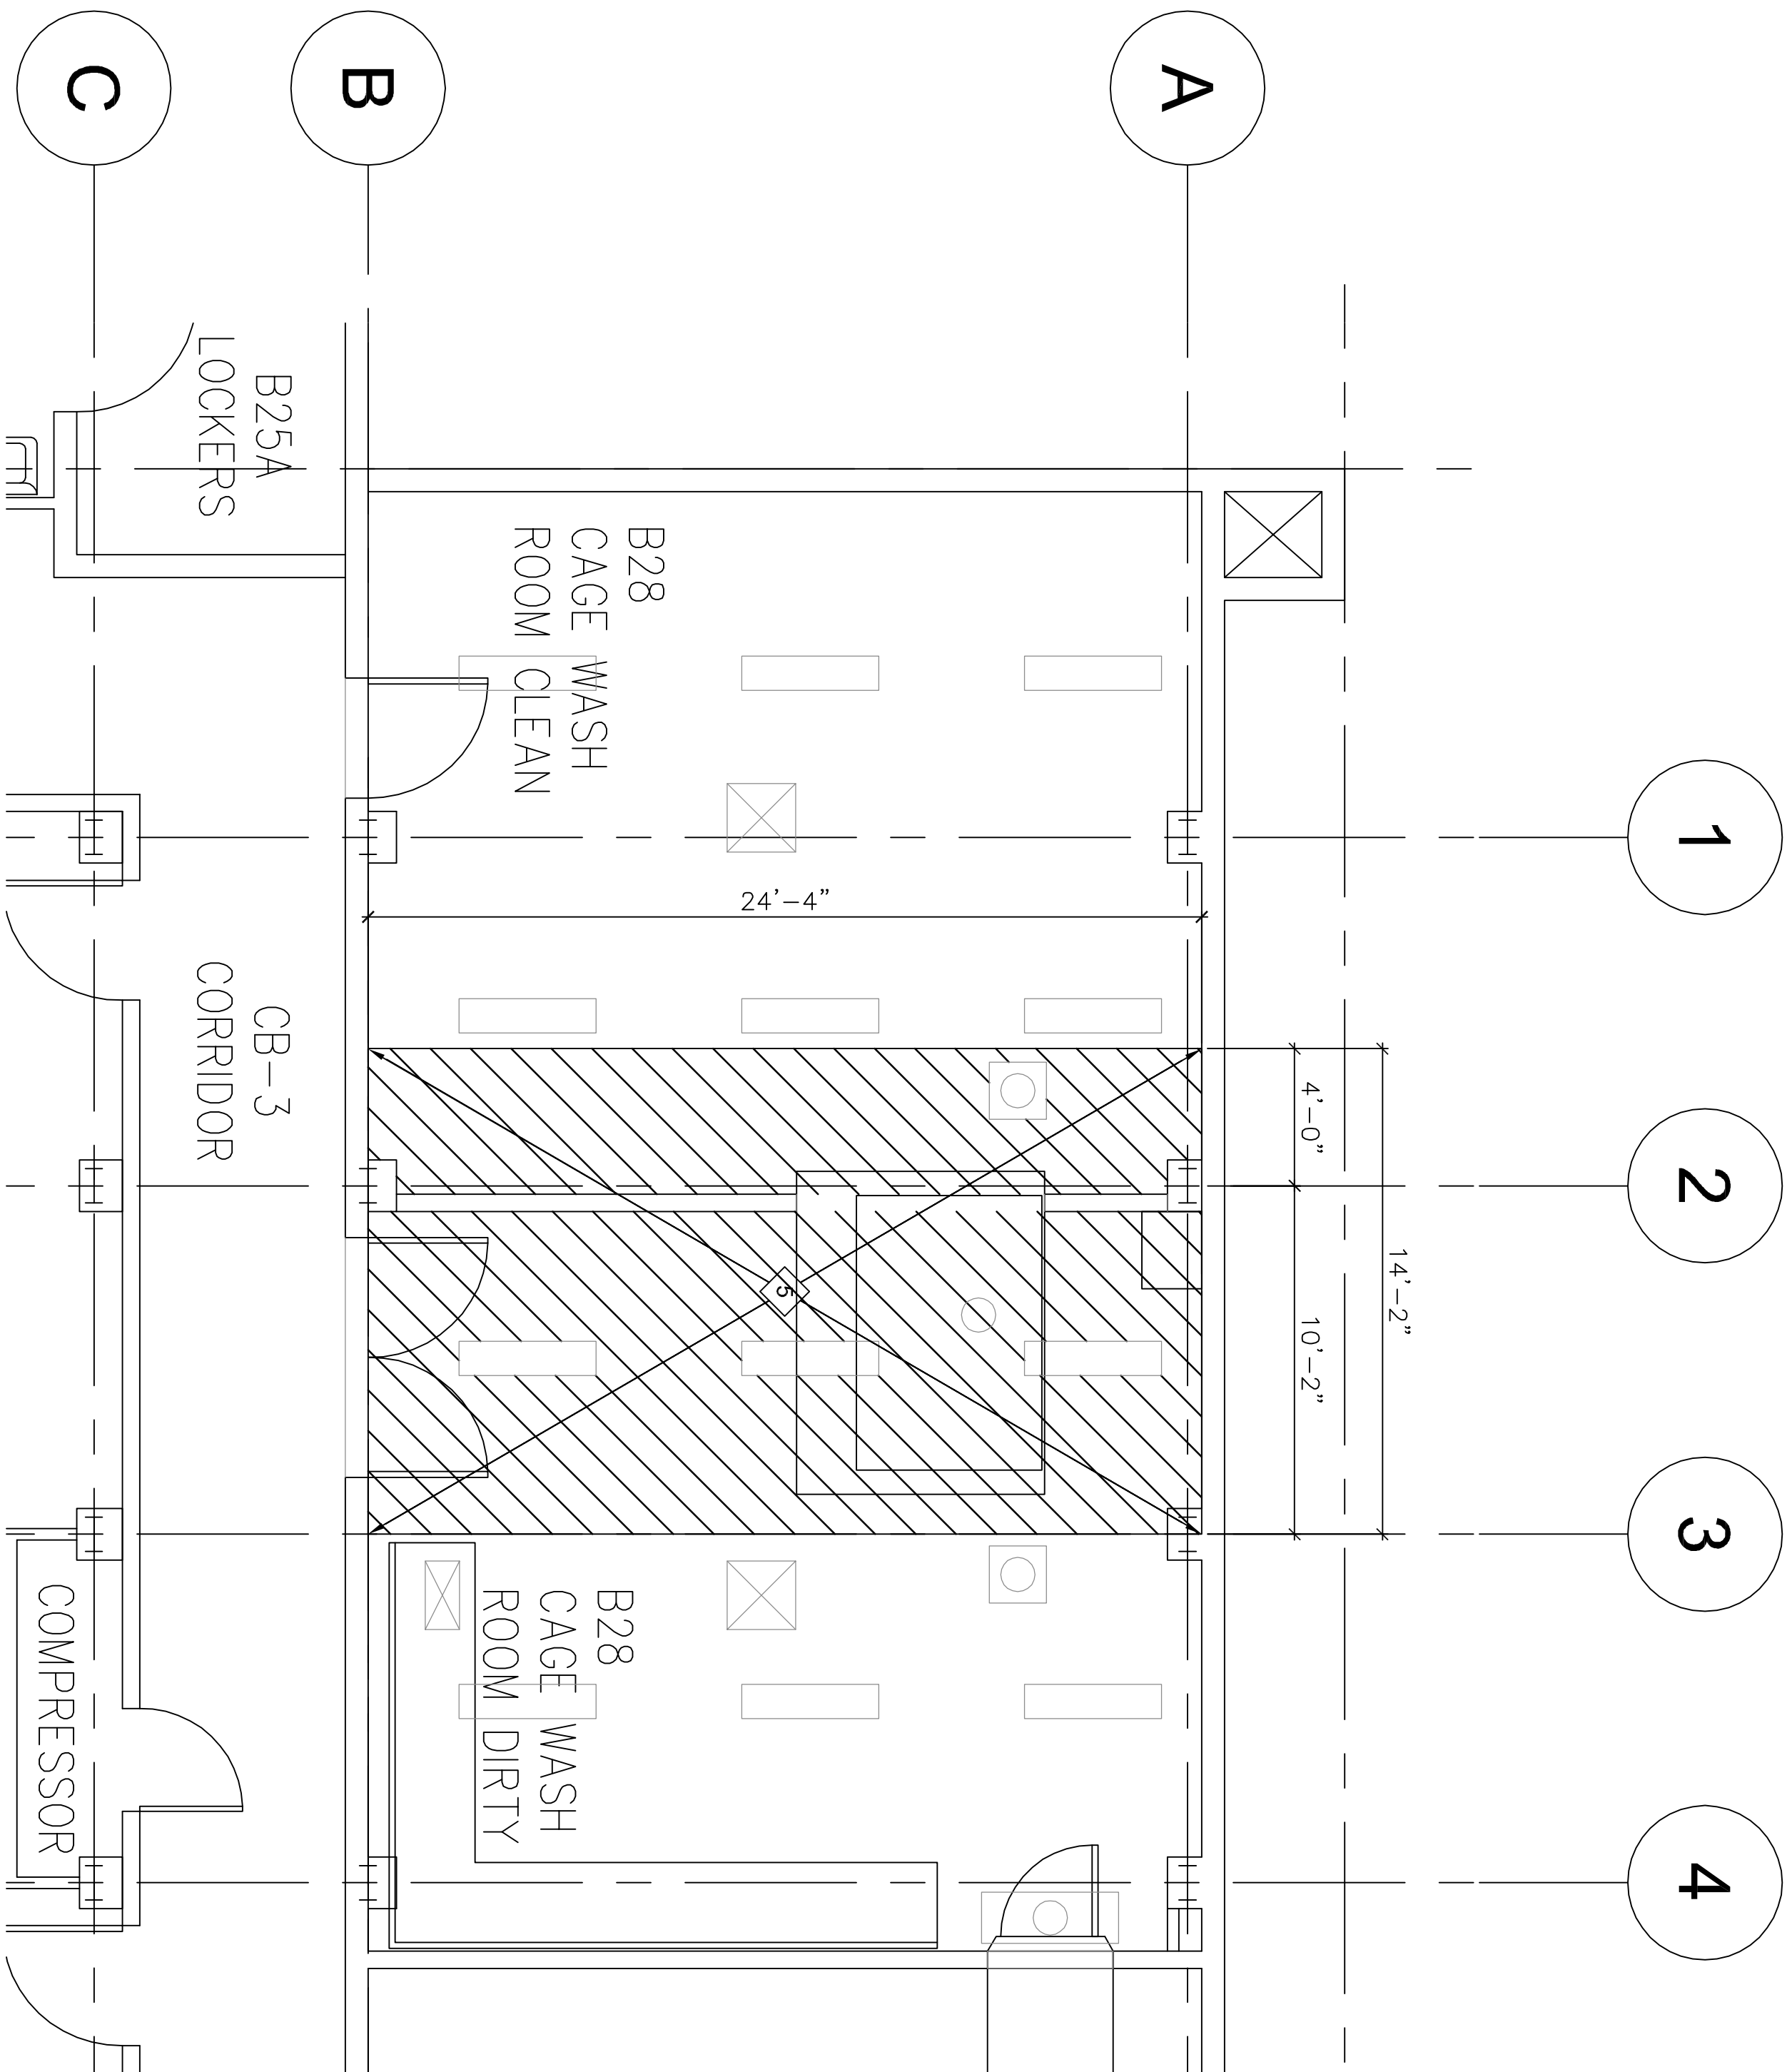 C
B
A
B25A
LOCKERS
B28
CAGE WASH
ROOM CLEAN
1
24'-4"
CB-3
CORRIDOR
4'-0"
2
14'-2"
10'-2"
5
3
B28
CAGE WASH
ROOM DIRTY
COMPRESSOR
4